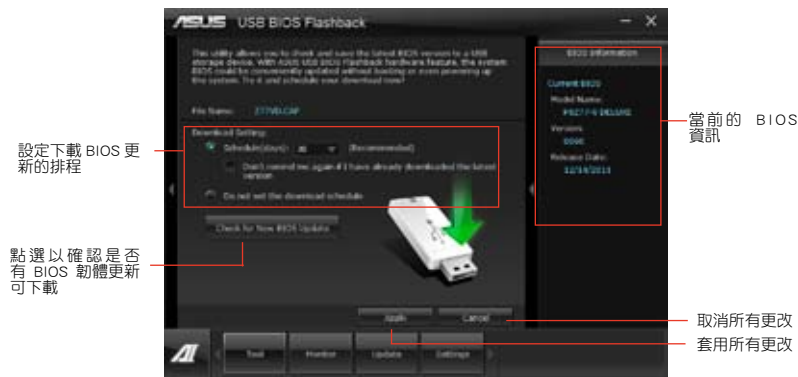 ASUS USB BIOS Flashback
This utility allows you to check and save the latest BIOS version to a USB
storage device. With ASUS USB BIOS Flashback hardware feature, the system
BIOS could be conveniently updated without booting or even powering up
the system. Try it and schedule your download now!
File Name: Z77VD.CAP
Download Setting:
Schedule(days): (Recommended)
Don't remind me again if I have already downloaded the latest
version
Do not set the download schedule
Check for New BIOS Update
Apply Cancel
Tool Monitor Update Settings
BIOS Information
Current BIOS
Model Name:
P8Z77-V DELUXE
Version:
Release Date:
12/14/2011
設定下載 BIOS 更
新的排程
點選以確認是否
有 BIOS 韌體更新
可下載
當前的 BIOS
資訊
取消所有更改
套用所有更改